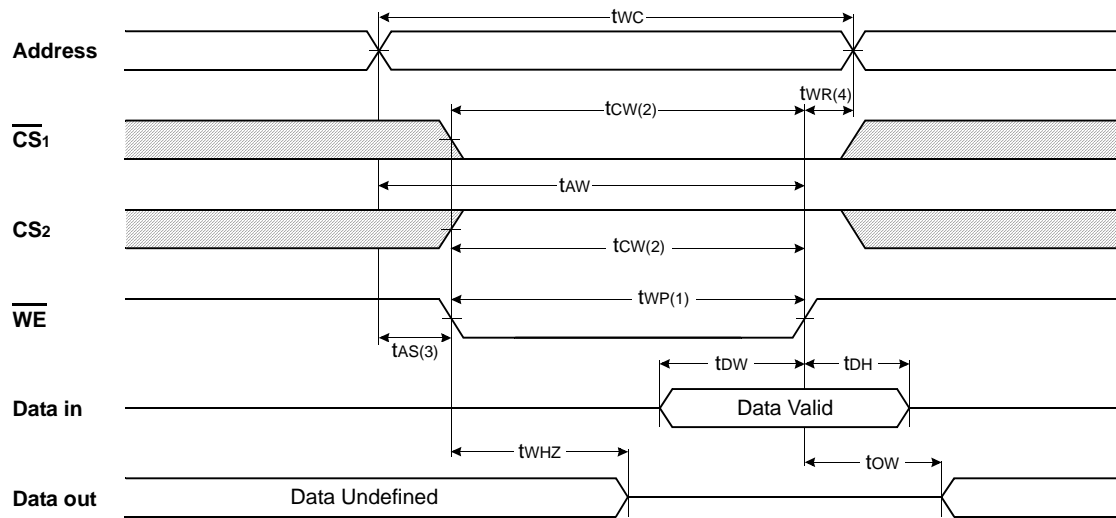 tWC
Address
tCW(2)
tWR(4)
CS1
tAW
CS2
tCW(2)
tWP(1)
WE
tAS(3)
tDW
tDH
Data in
Data Valid
tWHZ
tOW
Data out
Data Undefined